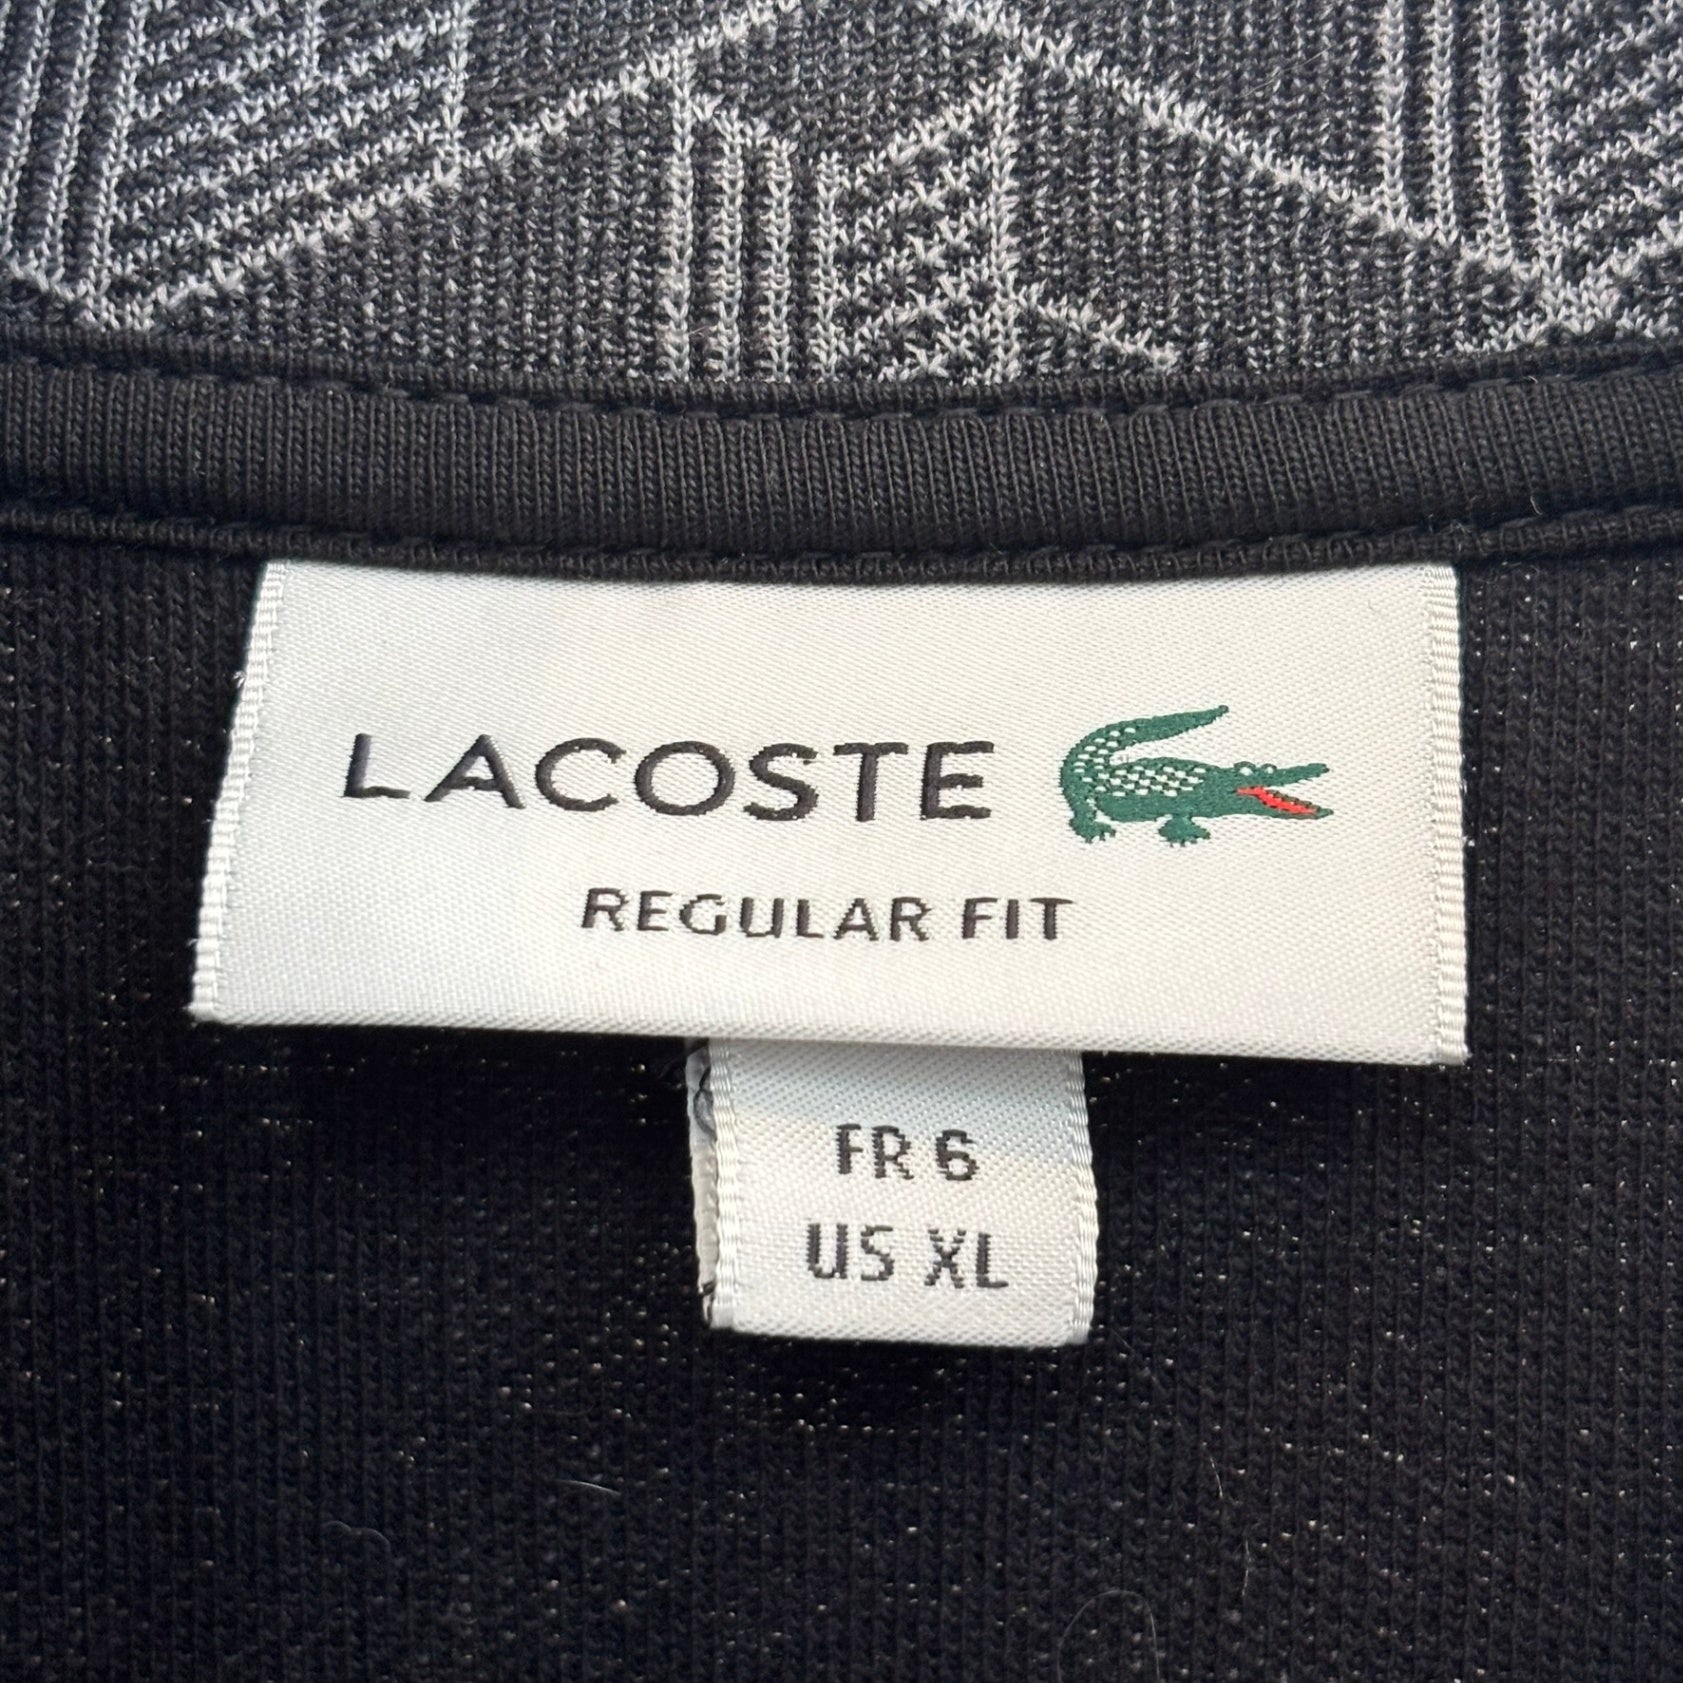 LACOSTE
REGULAR FIT
FR 6
US XL